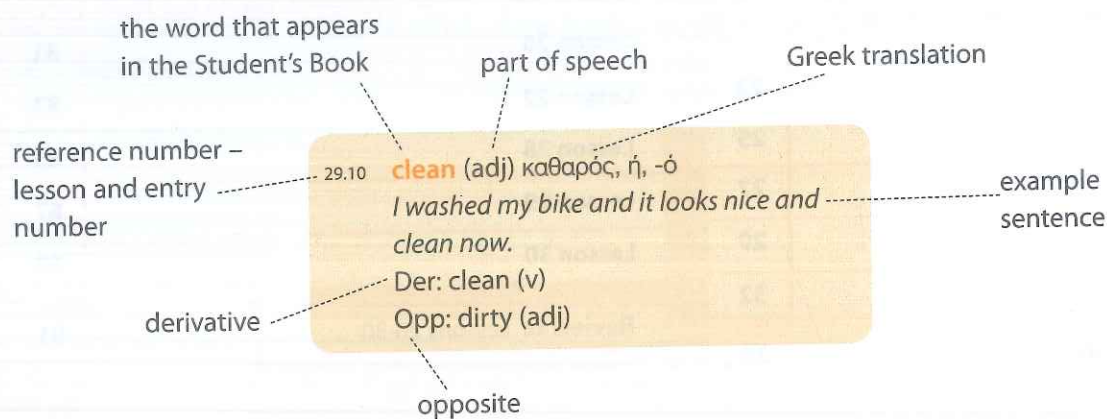 the word that appears
in the Student's Book
part of speech
Greek translation
reference number –
lesson and entry
number
29.10 clean (adj) καθαρός, ή, -ό
I washed my bike and it looks nice and
clean now.
Der: clean (v)
Opp: dirty (adj)
example
sentence
derivative
opposite